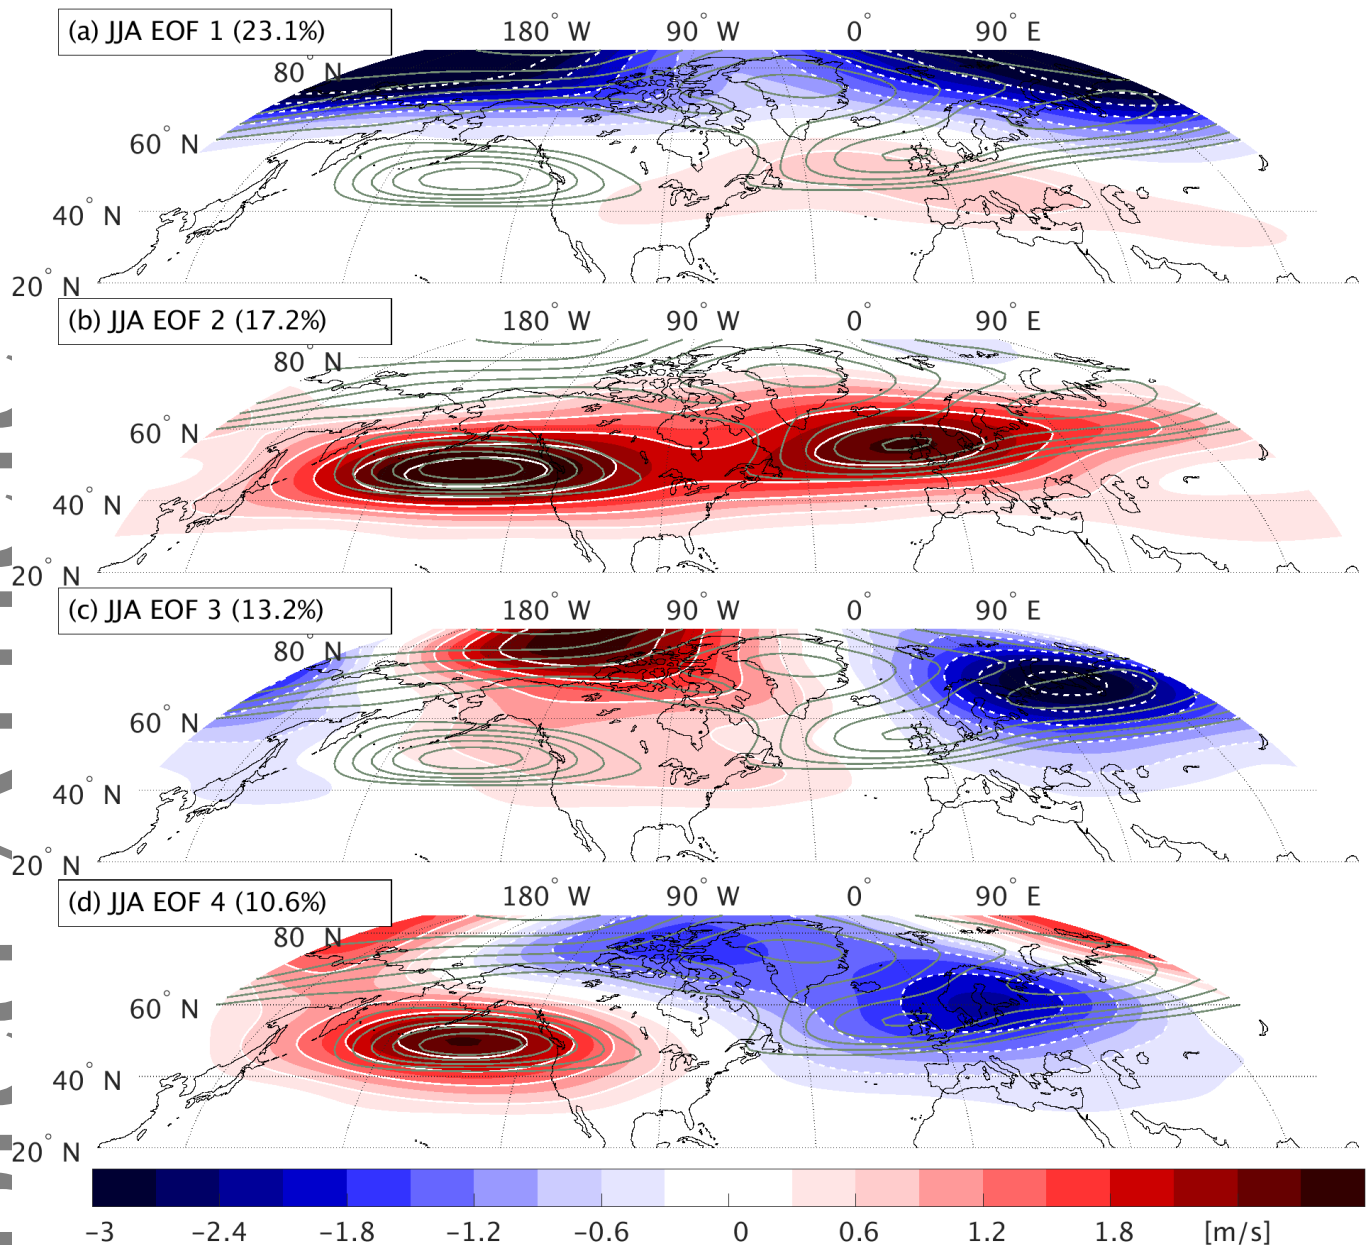 (a) JJA EOF 1 (23.1%)
180° W 90° W 0° 90° E
80° N
60° N
40° N
20° N
(b) JJA EOF 2 (17.2%)
180° W 90° W 0° 90° E
80° N
60° N
40° N
20° N
(c) JJA EOF 3 (13.2%)
180° W 90° W 0° 90° E
80° N
60° N
40° N
20° N
(d) JJA EOF 4 (10.6%)
180° W 90° W 0° 90° E
80 N
60° N
40° N
20° N
−3 −2.4 −1.8 −1.2 −0.6 0 0.6 1.2 1.8 [m/s]